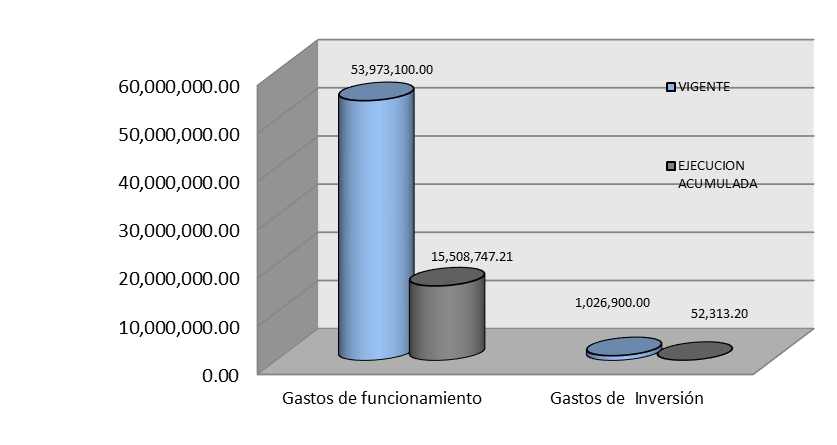 53,973,100.00
60,000,000.00
VIGENTE
50,000,000.00
EJECUCION
ACUMULADA
40,000,000.00
30,000,000.00
15,508,747.21
20,000,000.00
1,026,900.00
52,313.20
10,000,000.00
0.00
Gastos de funcionamiento
Gastos de Inversión